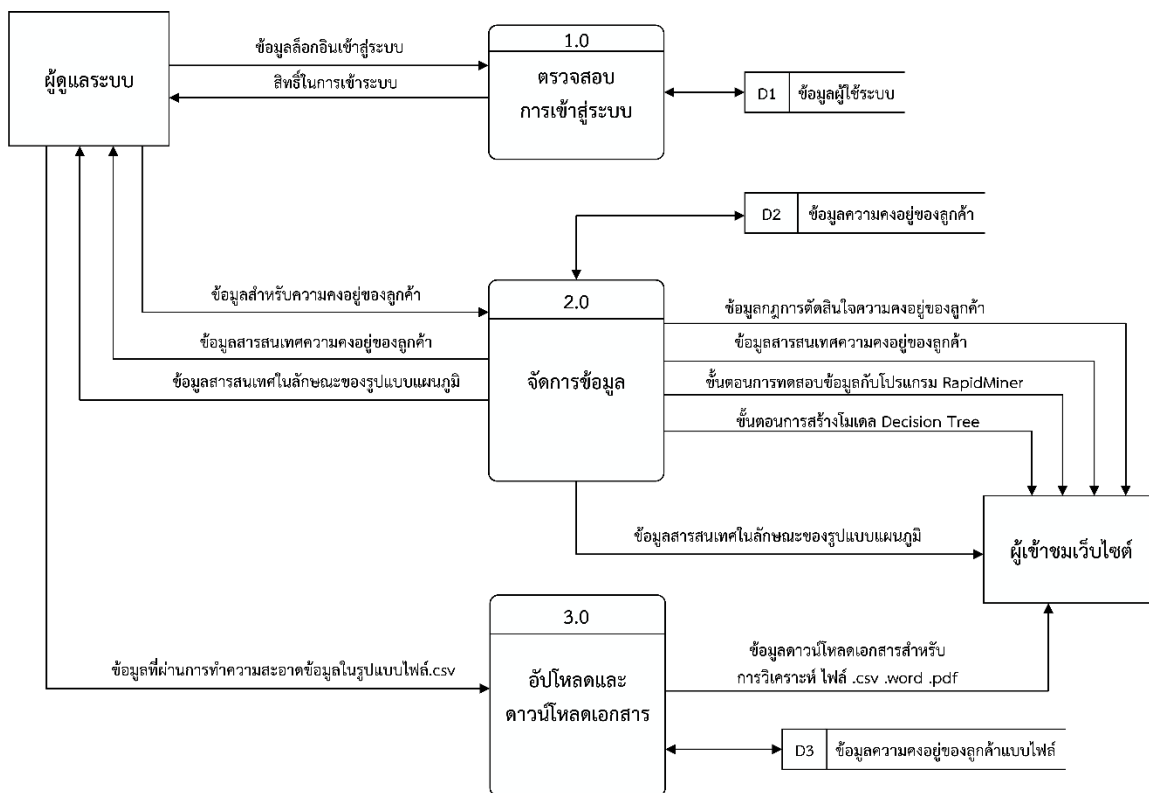 ผู้ดูแลระบบ
ข้อมูลล็อกอินเข้าสู่ระบบ
สิทธิ์ในการเข้าระบบ
1.0
ตรวจสอบ
การเข้าสู่ระบบ
D1 ข้อมูลผู้ใช้ระบบ
D2 ข้อมูลความคงอยู่ของลูกค้า
ข้อมูลสำหรับความคงอยู่ของลูกค้า
ข้อมูลสารสนเทศความคงอยู่ของลูกค้า
ข้อมูลสารสนเทศในลักษณะของรูปแบบแผนภูมิ
2.0
จัดการข้อมูล
ข้อมูลกฎการตัดสินใจความคงอยู่ของลูกค้า
ข้อมูลสารสนเทศความคงอยู่ของลูกค้า
ขั้นตอนการทดสอบข้อมูลกับโปรแกรม RapidMiner
ขั้นตอนการสร้างโมเดล Decision Tree
ข้อมูลสารสนเทศในลักษณะของรูปแบบแผนภูมิ
ผู้เข้าชมเว็บไซต์
ข้อมูลที่ผ่านการทำความสะอาดข้อมูลในรูปแบบไฟล์.csv
3.0
อัปโหลดและ
ดาวน์โหลดเอกสาร
ข้อมูลดาวน์โหลดเอกสารสำหรับ
การวิเคราะห์ ไฟล์ .csv .word .pdf
D3 ข้อมูลความคงอยู่ของลูกค้าแบบไฟล์